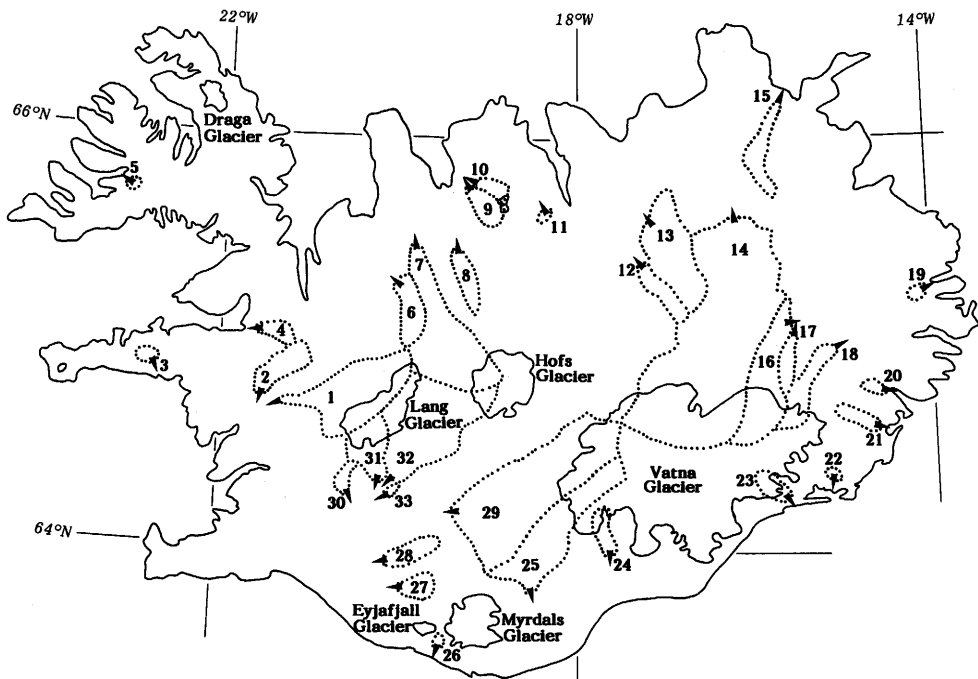 22°W
18°W
14°W
66°N
Draga
Glacier
15
5
10
9
11
13
12
14
7
8
6
19
4
3
2
17
16
18
Hofs
Glacier
1
Lang
Glacier
20
21
31
32
30
33
Vatna
Glacier
22
23
29
64°N
28
25
24
27
Eyjafjall
Glacier
Myrdals
Glacier
26